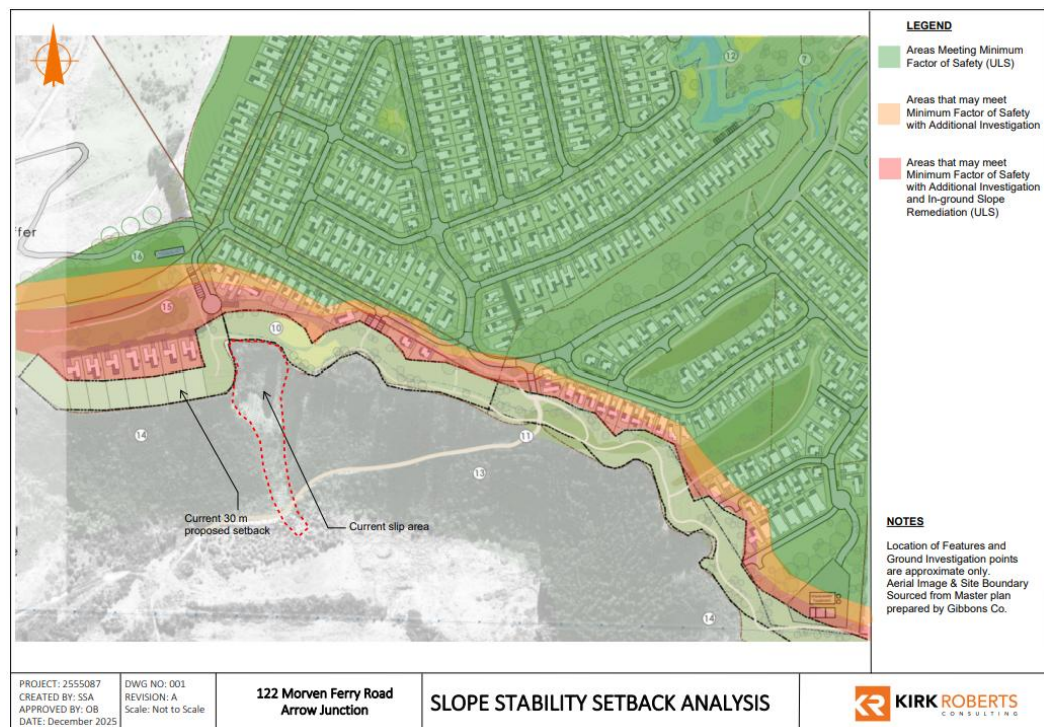 LEGEND
Areas Meeting Minimum
Factor of Safety (ULS)
Areas that may meet
Minimum Factor of Safety
with Additional Investigation
Areas that may meet
Minimum Factor of Safety
with Additional Investigation
and In-ground Slope
Remediation (ULS)
12
7
ffer
16
15
10
14
11
13
Current 30 m
proposed setback
Current slip area
14
NOTES
Location of Features and
Ground Investigation points
are approximate only.
Aerial Image & Site Boundary
Sourced from Master plan
prepared by Gibbons Co.
PROJECT: 2555087
CREATED BY: SSA
APPROVED BY: OB
DATE: December 2025
DWG NO: 001
REVISION: A
Scale: Not to Scale
122 Morven Ferry Road
Arrow Junction
SLOPE STABILITY SETBACK ANALYSIS
KR
KIRK ROBERTS
CONSULTING